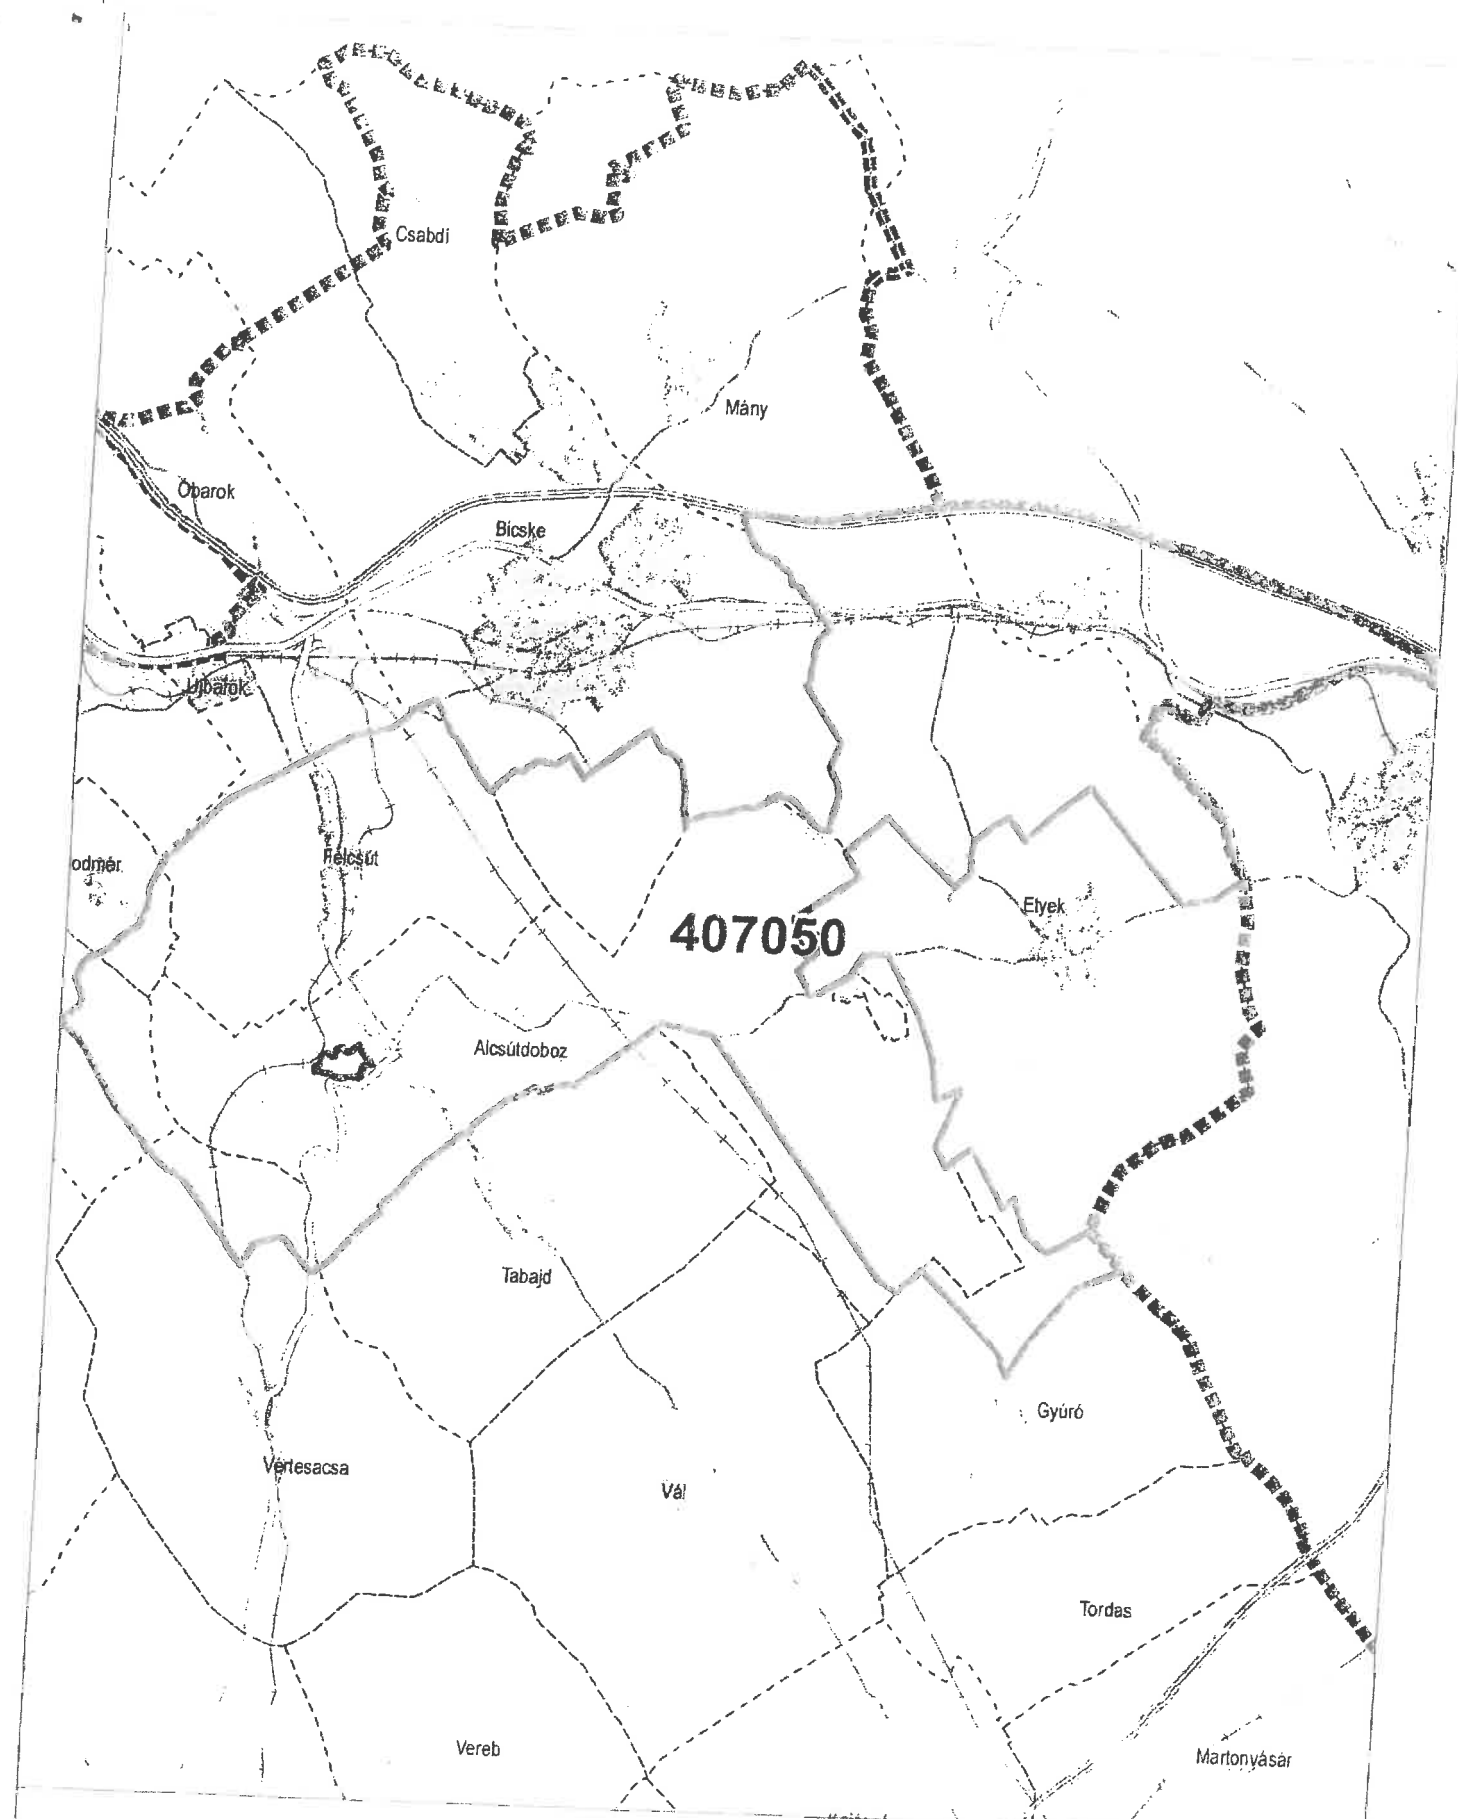 Csabdi
Mány
Óbarok
Bicske
Újbarok
odmér
Felcsút
Etyek
407050
Alcsútdoboz
Tabajd
Gyúró
Vértesacsa
Vál
Tordas
Vereb
Martonvásár